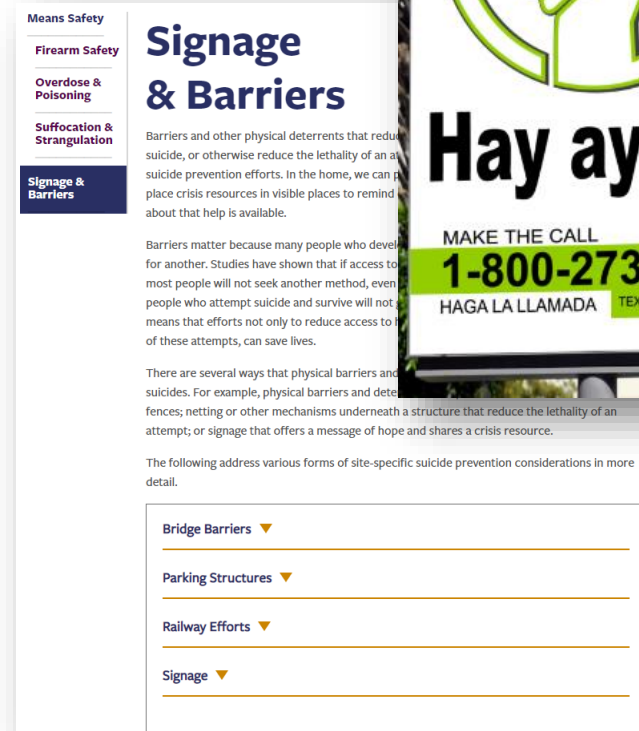 Means Safety
Firearm Safety
Overdose &
Poisoning
Suffocation &
Strangulation
Signage &
Barriers
Signage
& Barriers
Barriers and other physical deterrents that
suicide, or otherwise reduce the lethality of an
suicide prevention efforts. In the home, we can
place crisis resources in visible places to remind
about that help is available.
Barriers matter because many people who
for another. Studies have shown that if access to
most people will not seek another method, even
people who attempt suicide and survive will not
means that efforts not only to reduce access to
of these attempts, can save lives.
There are several ways that physical barriers and
suicides. For example, physical barriers and
fences; netting or other mechanisms underneath a structure that reduce the lethality of an
attempt; or signage that offers a message of hope and shares a crisis resource.
The following address various forms of site-specific suicide prevention considerations in more
detail.
Bridge Barriers
Parking Structures
Railway Efforts
Signage
Hay ay
MAKE THE CALL
1-800-273
HAGA LA LLAMADA